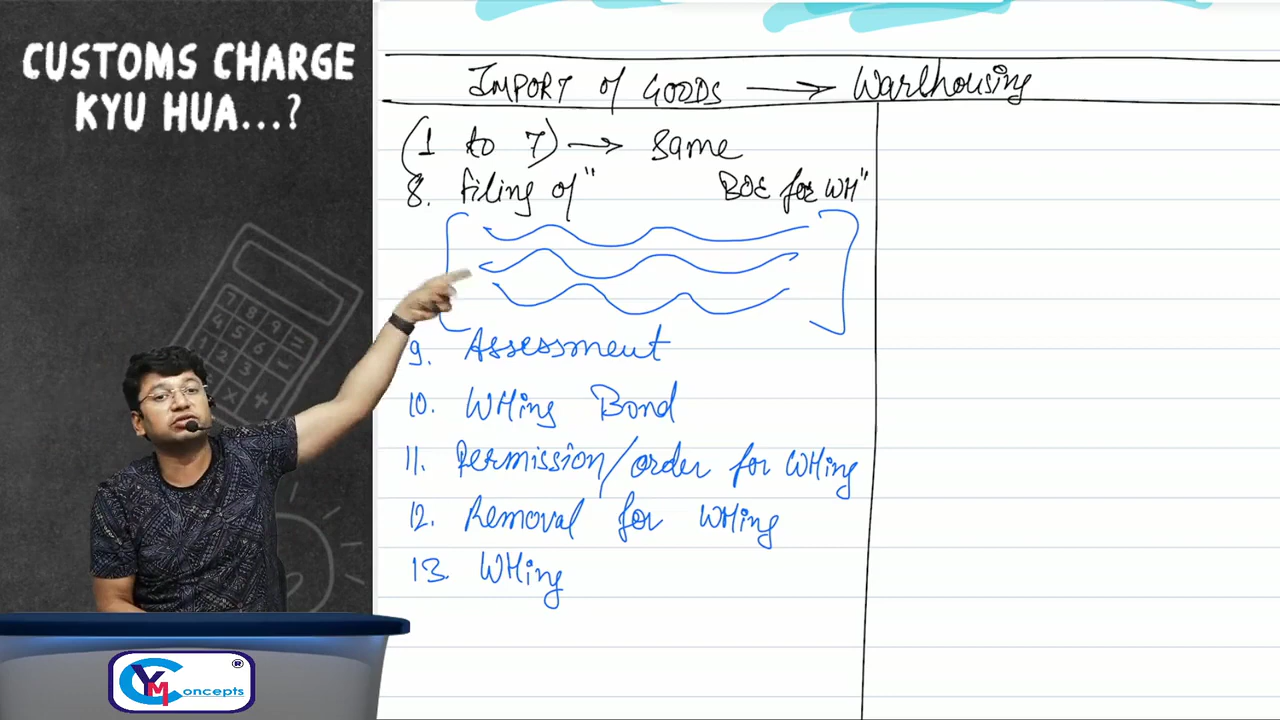 CUSTOMS CHARGE
KYU HUA...?
IMPORT of GOODS → Warehousing
(1 to 7) → Same
8. Filing of " BOE for WH"
9. Assessment
10. WHing Bond
11. Permission/order for WHing
12. Removal for WHing
13. WHing
CYM Concepts ®